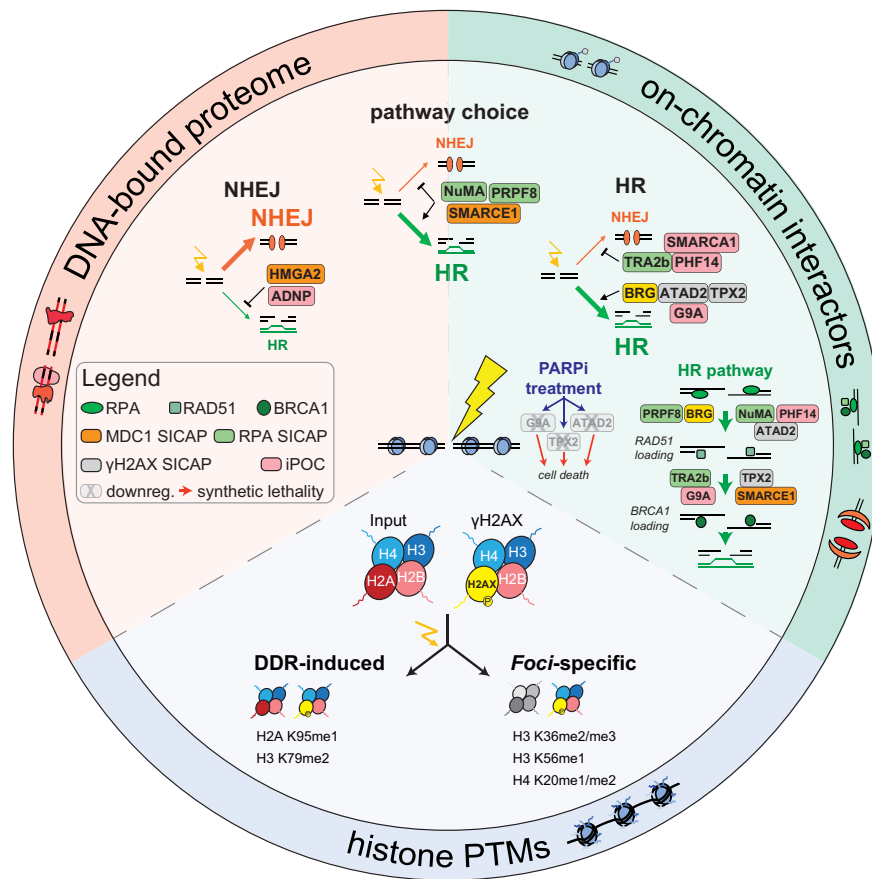 DNA-bound proteome
on-chromatin interactors
histone PTMs
pathway choice
NHEJ
NuMA PRPF8
SMARCE1
HR
NHEJ
NHEJ
HMGA2
ADNP
HR
HR
NHEJ
SMARCA1
TRA2b PHF14
BRG ATAD2 TPX2
G9A
HR
Legend
RPA RAD51 BRCA1
MDC1 SICAP RPA SICAP
γH2AX SICAP iPOC
X downreg. synthetic lethality
PARPi
treatment
G9A ATAD2
TPX2
cell death
HR pathway
PRPF8 BRG NuMA PHF14
ATAD2
RAD51
loading
TRA2b TPX2
G9A SMARCE1
BRCA1
loading
Input γH2AX
H4 H3 H4 H3
H2A H2B H2AX H2B
P
DDR-induced
P
H2A K95me1
H3 K79me2
Foci-specific
P
H3 K36me2/me3
H3 K56me1
H4 K20me1/me2